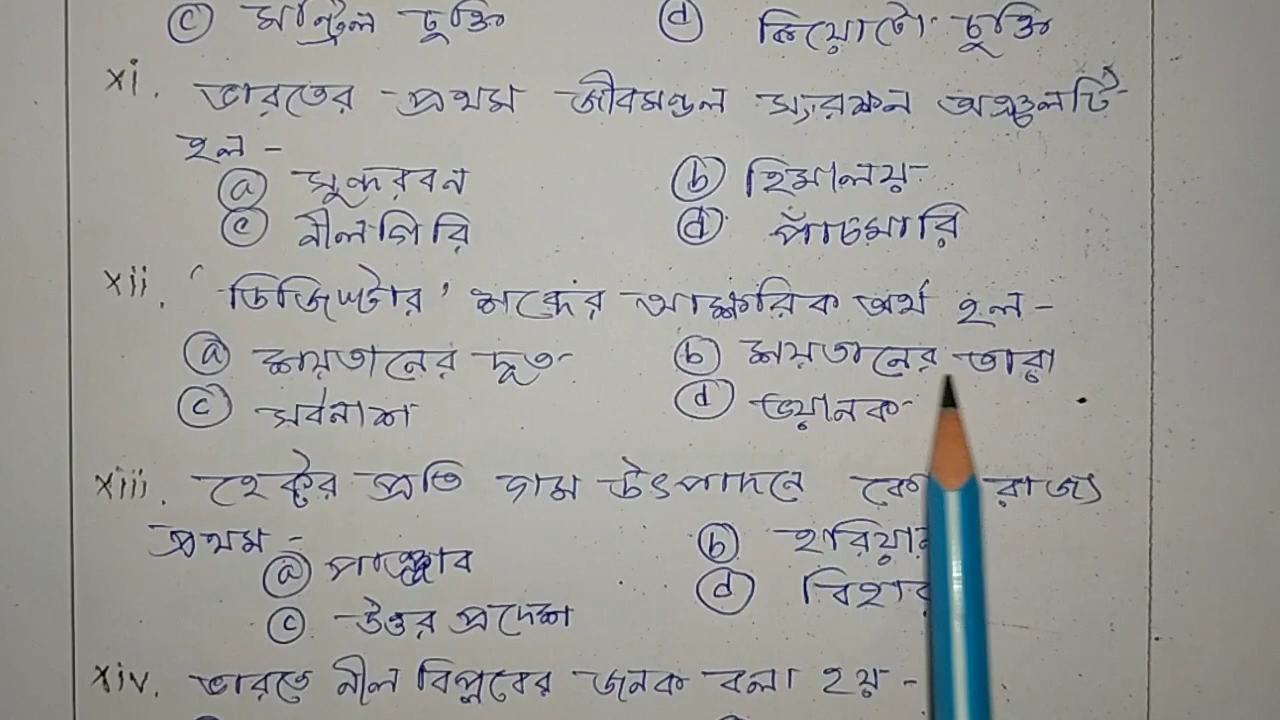 (c) মন্ট্রিল চুক্তি (d) কিয়োটো চুক্তি
xi. ভারতের প্রথম জীবমণ্ডল সংরক্ষন অঞ্চলটি
হল -
(a) সুন্দরবন (b) হিমালয়
(c) নীলগিরি (d) পাঁচমারি
xii. 'ডিজিস্টার' শব্দের আক্ষরিক অর্থ হল -
(a) শয়তানের দূত (b) শয়তানের তারা
(c) সর্বনাশ (d) ভয়ানক
xiii. হেক্টর প্রতি গম উৎপাদনে রাজ্য
প্রথম -
(a) পাঞ্জাব (b) হরিয়ান
(c) উত্তর প্রদেশ (d) বিহার
xiv. ভারতে নীল বিপ্লবের জনক বলা হয় -